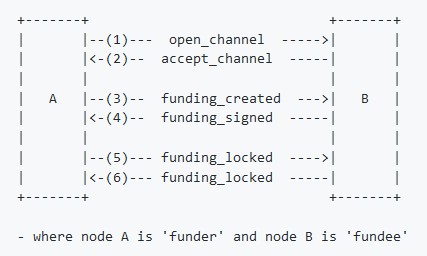 +-------+                              +-------+
|       |--(1)---  open_channel  ----->|       |
|       |<-(2)--  accept_channel  -----|       |
|       |                              |       |
|   A   |--(3)--  funding_created  --->|   B   |
|       |<-(4)--  funding_signed  -----|       |
|       |                              |       |
|       |--(5)--- funding_locked  ---->|       |
|       |<-(6)--- funding_locked  -----|       |
+-------+                              +-------+
- where node A is 'funder' and node B is 'fundee'